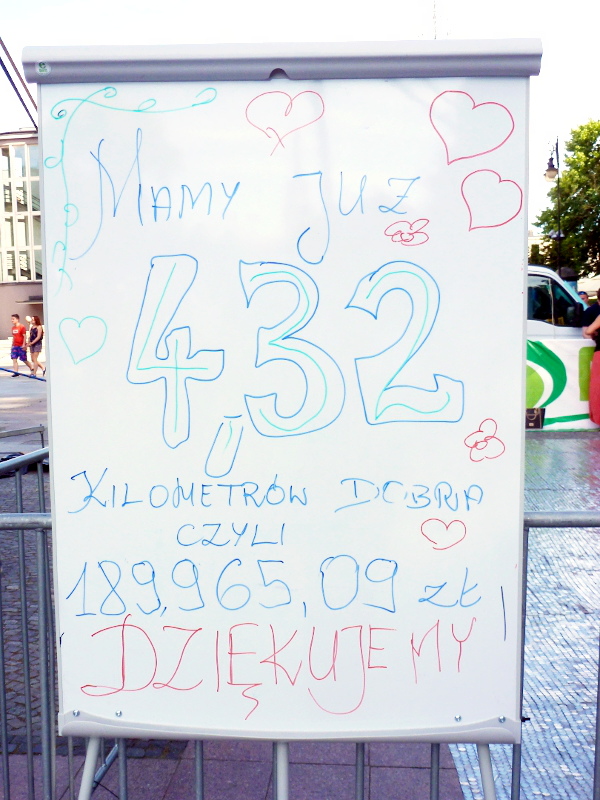 MAMY JUŻ
4,32
KILOMETRÓW DOBRA
CZYLI
189,965,09 zł
DZIĘKUJEMY